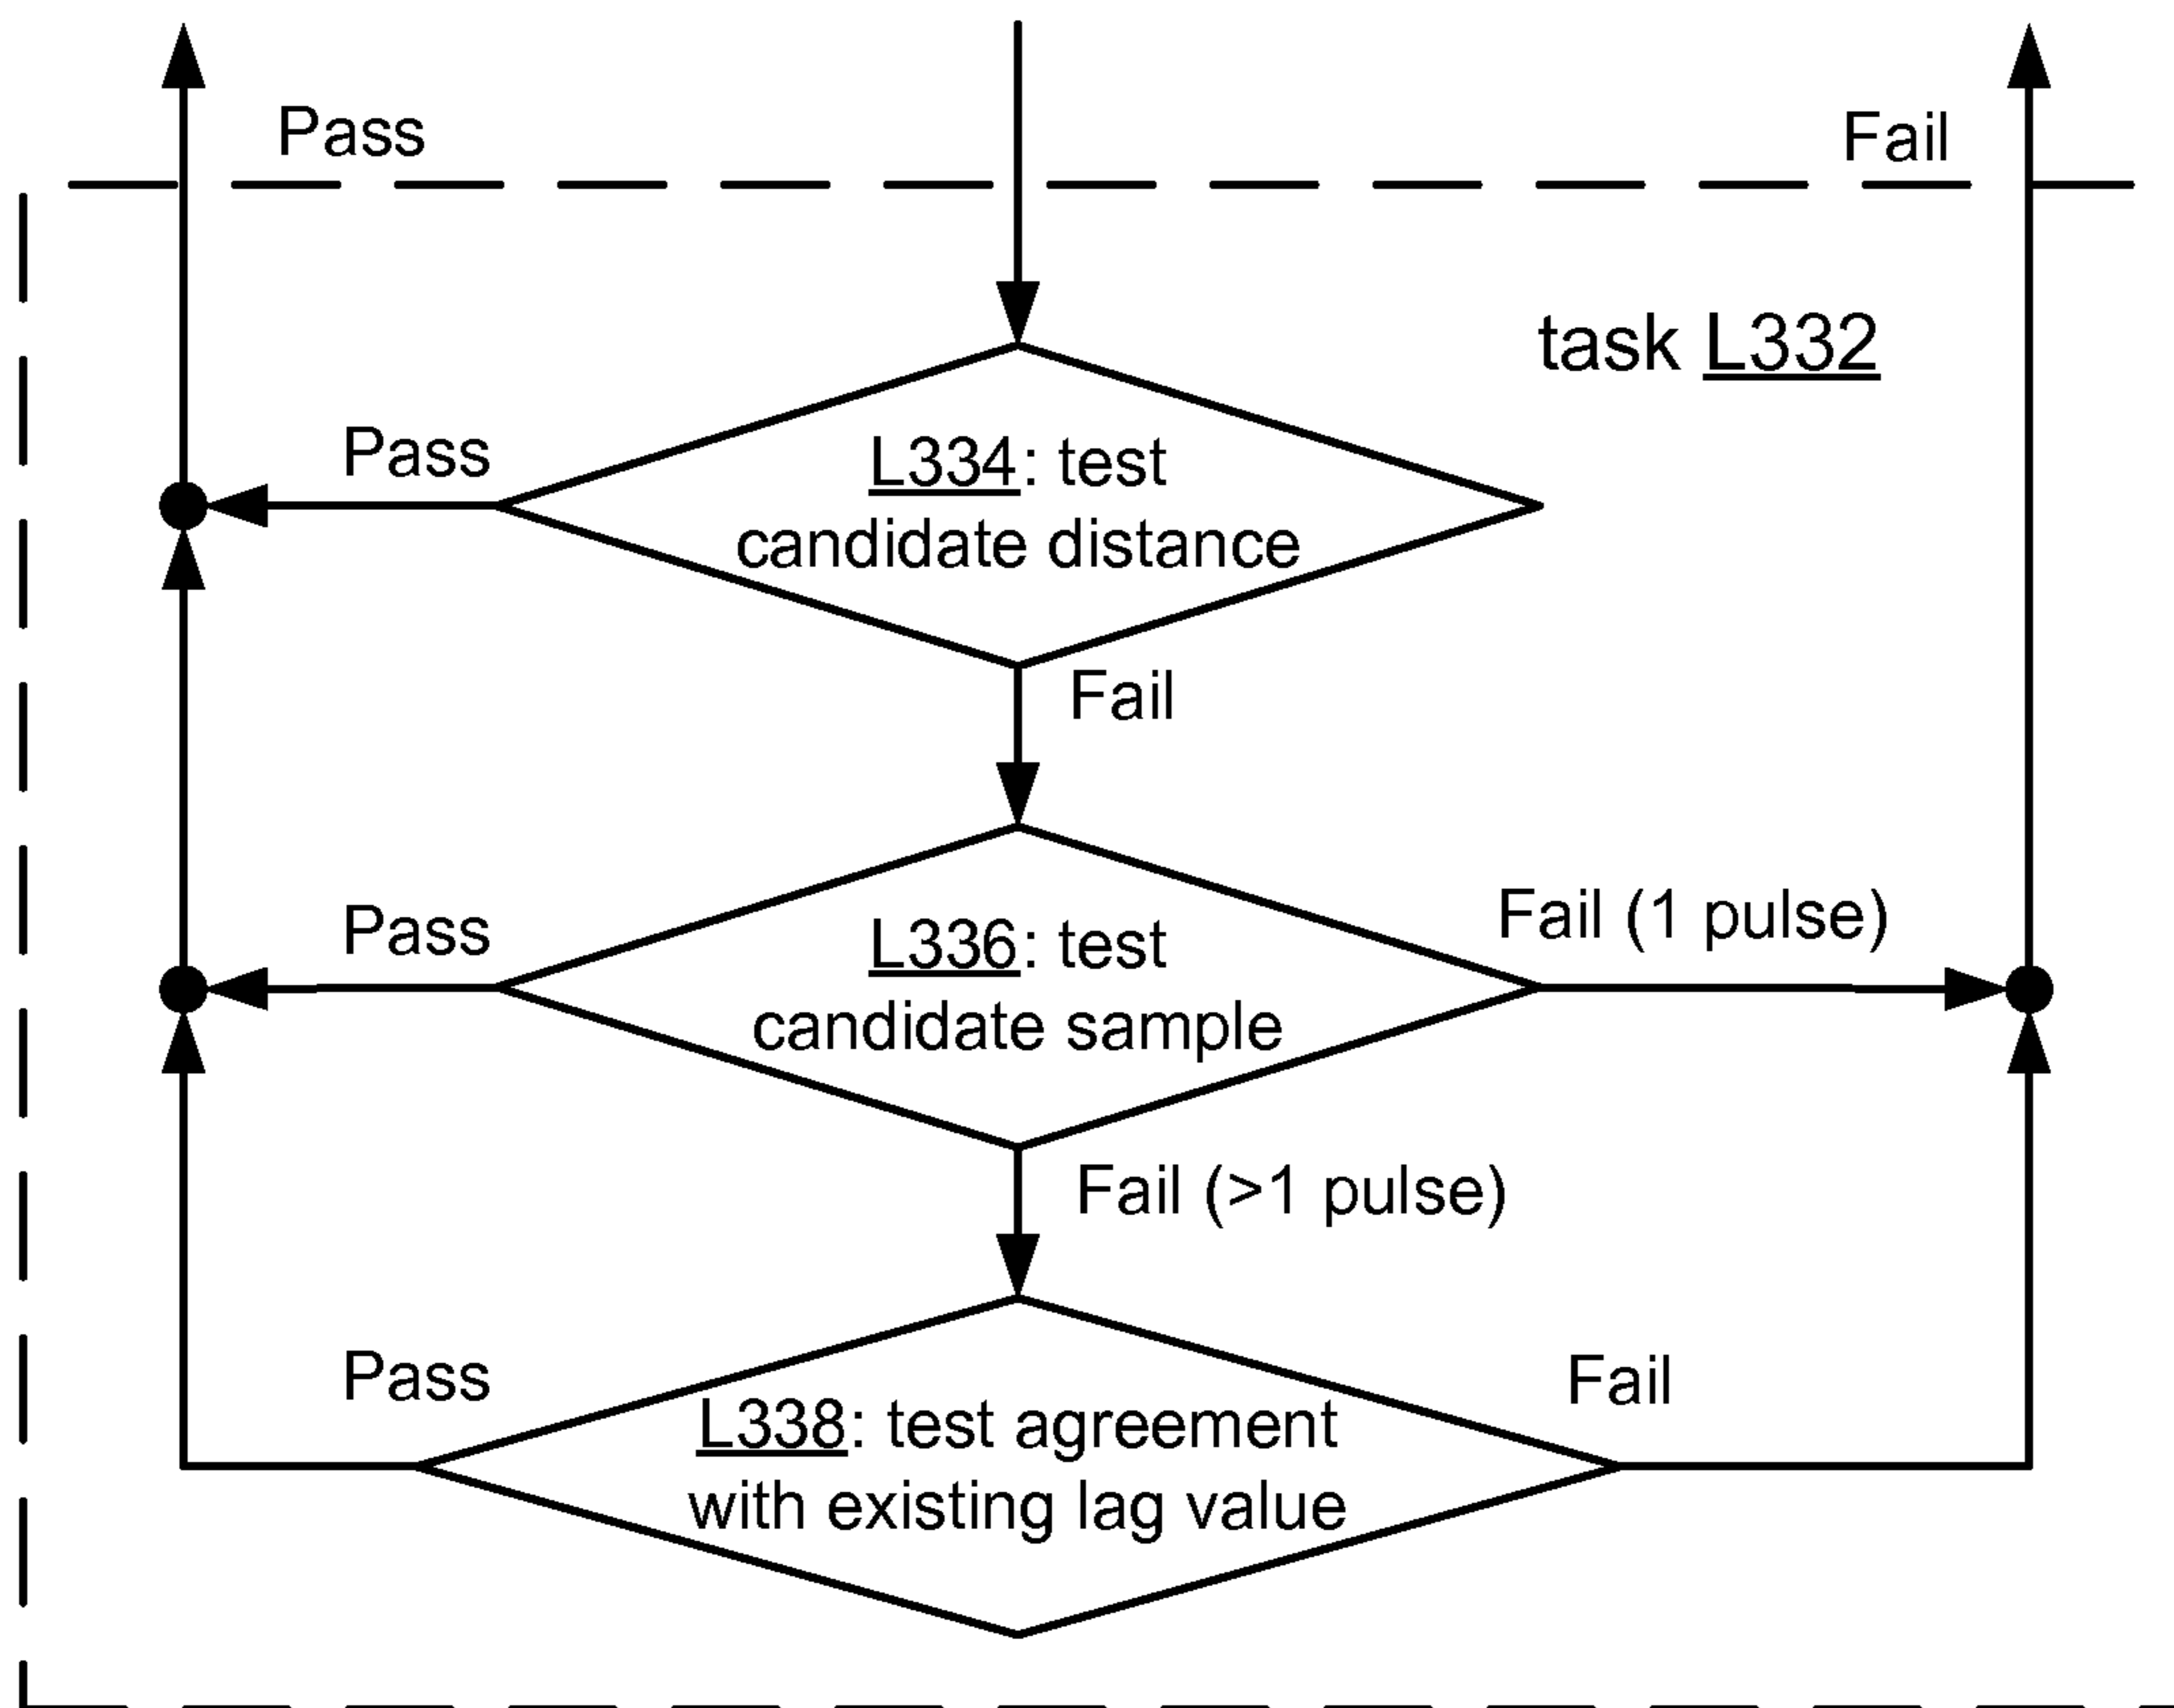 Pass
Fail
task L332
Pass
L334: test
candidate distance
Fail
Pass
L336: test
candidate sample
Fail (1 pulse)
Fail (>1 pulse)
Pass
L338: test agreement
with existing lag value
Fail